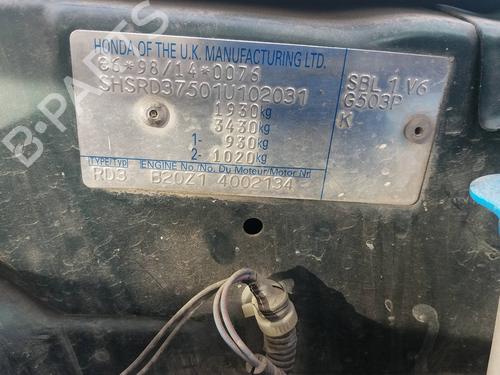 HONDA OF THE U.K. MANUFACTURING LTD.
e6*98/14*0076
SHSRD37501U102031
1930kg
3430kg
1- 930kg
2- 1020kg
SBL 1 V6
G503P
K
TYPE/TYP ENGINE No./No. Du Moteur/Motor Nr.
RD3 B20Z1 4002134
B-PARTS